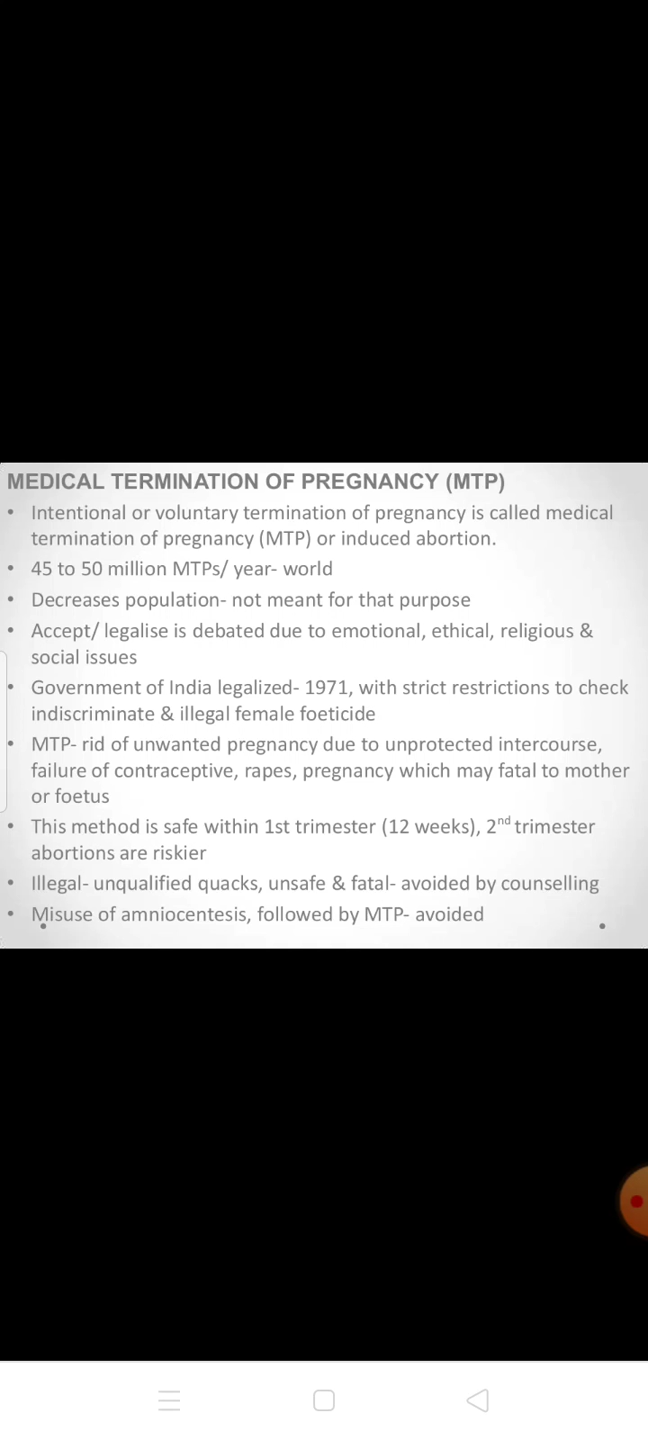 MEDICAL TERMINATION OF PREGNANCY (MTP)
• Intentional or voluntary termination of pregnancy is called medical
termination of pregnancy (MTP) or induced abortion.
• 45 to 50 million MTPs/ year- world
• Decreases population- not meant for that purpose
• Accept/ legalise is debated due to emotional, ethical, religious &
social issues
• Government of India legalized- 1971, with strict restrictions to check
indiscriminate & illegal female foeticide
• MTP- rid of unwanted pregnancy due to unprotected intercourse,
failure of contraceptive, rapes, pregnancy which may fatal to mother
or foetus
• This method is safe within 1st trimester (12 weeks), 2nd trimester
abortions are riskier
• Illegal- unqualified quacks, unsafe & fatal- avoided by counselling
• Misuse of amniocentesis, followed by MTP- avoided